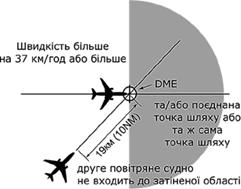 Швидкість більше
на 37 км/год або більше
DME
та/або поєднана
точка шляху або
та ж сама
точка шляху
19км (10NM)
друге повітряне судно
не входить до затіненої області